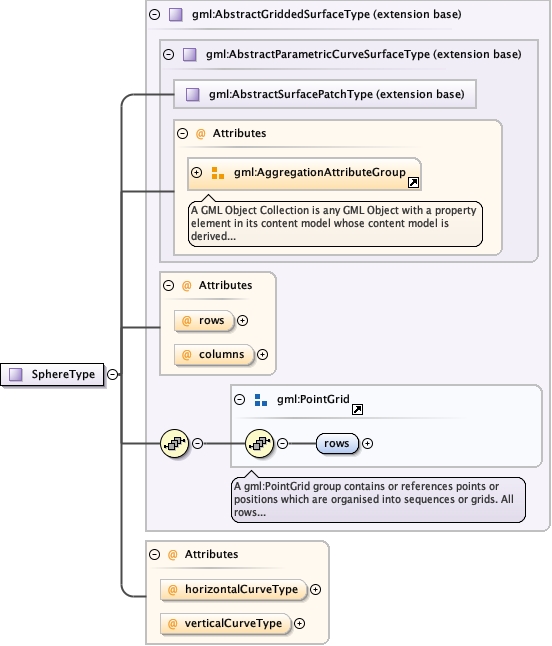 gml:AbstractGriddedSurfaceType (extension base)
gml:AbstractParametricCurveSurfaceType (extension base)
gml:AbstractSurfacePatchType (extension base)
@ Attributes
gml:AggregationAttributeGroup
A GML Object Collection is any GML Object with a property
element in its content model whose content model is
derived...
@ Attributes
@ rows
@ columns
SphereType
gml:PointGrid
rows
A gml:PointGrid group contains or references points or
positions which are organised into sequences or grids. All
rows...
@ Attributes
@ horizontalCurveType
@ verticalCurveType